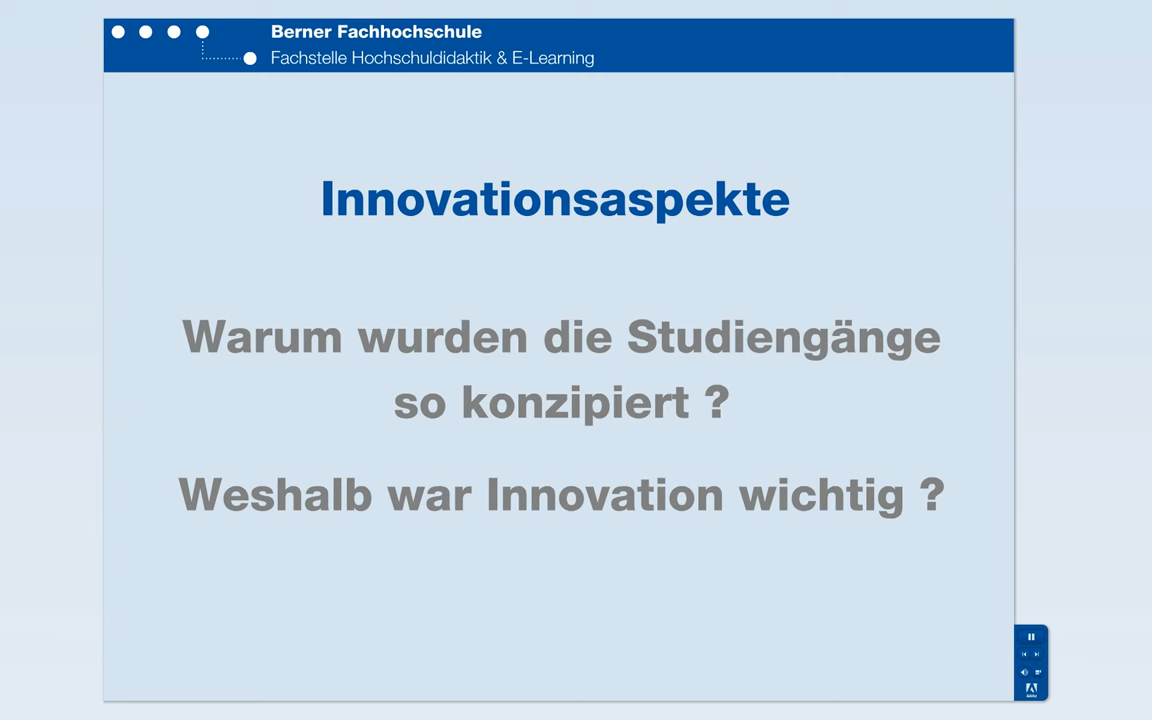 Berner Fachhochschule
Fachstelle Hochschuldidaktik & E-Learning
Innovationsaspekte
Warum wurden die Studiengänge
so konzipiert ?
Weshalb war Innovation wichtig ?